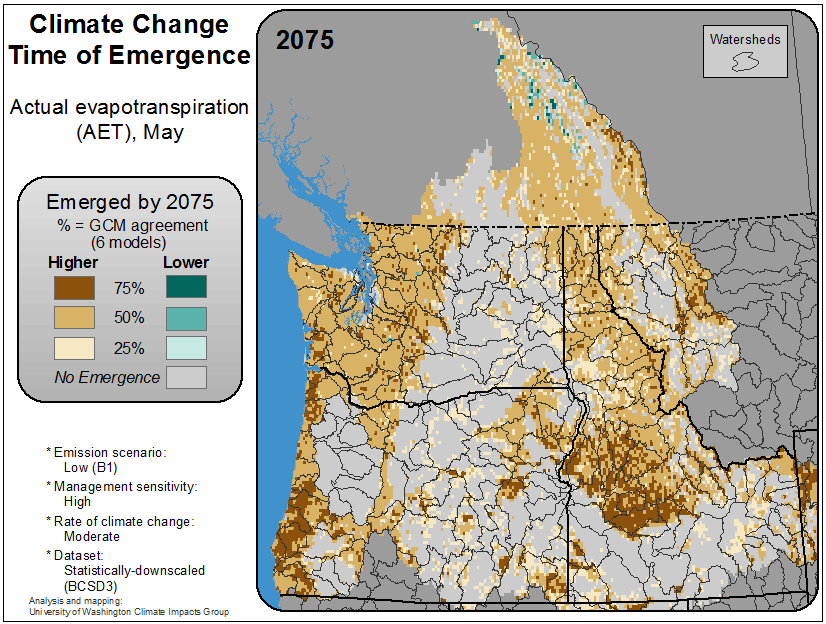 Climate Change
Time of Emergence
Actual evapotranspiration
(AET), May
Emerged by 2075
% = GCM agreement
(6 models)
Higher Lower
75%
50%
25%
No Emergence
* Emission scenario:
Low (B1)
* Management sensitivity:
High
* Rate of climate change:
Moderate
* Dataset:
Statistically-downscaled
(BCSD3)
Analysis and mapping:
University of Washington Climate Impacts Group
2075
Watersheds